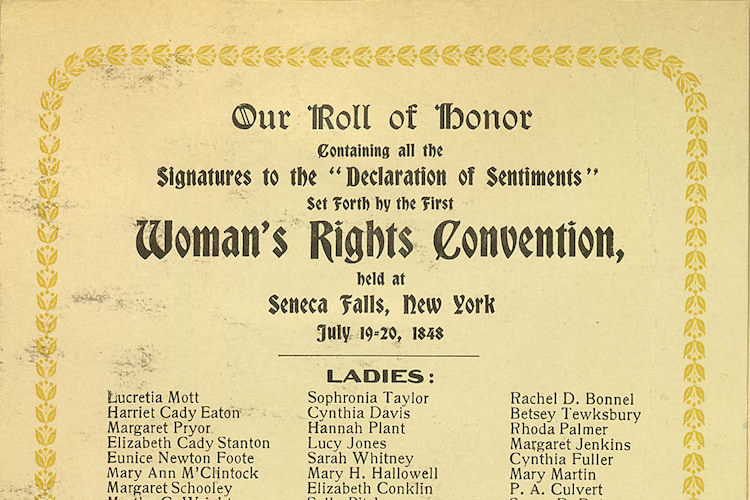 Our Roll of Honor
Containing all the
Signatures to the "Declaration of Sentiments"
Set Forth by the First
Woman's Rights Convention,
held at
Seneca Falls, New York
July 19-20, 1848
LADIES:
Lucretia Mott
Harriet Cady Eaton
Margaret Pryor
Elizabeth Cady Stanton
Eunice Newton Foote
Mary Ann M'Clintock
Margaret Schooley
Sophronia Taylor
Cynthia Davis
Hannah Plant
Lucy Jones
Sarah Whitney
Mary H. Hallowell
Elizabeth Conklin
Rachel D. Bonnel
Betsey Tewksbury
Rhoda Palmer
Margaret Jenkins
Cynthia Fuller
Mary Martin
P. A. Culvert